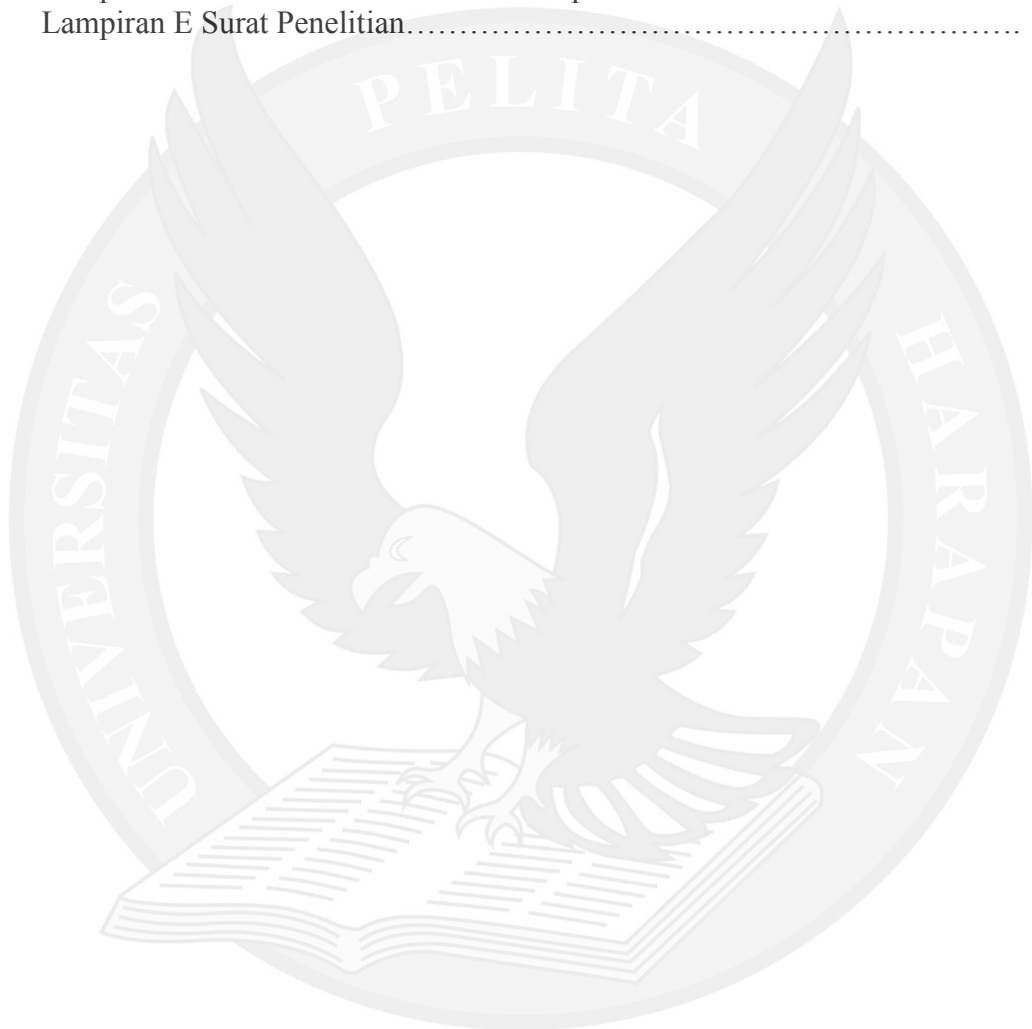 Lampiran E Surat Penelitian……………………………………………………….
UNIVERSITAS PELITA HARAPAN